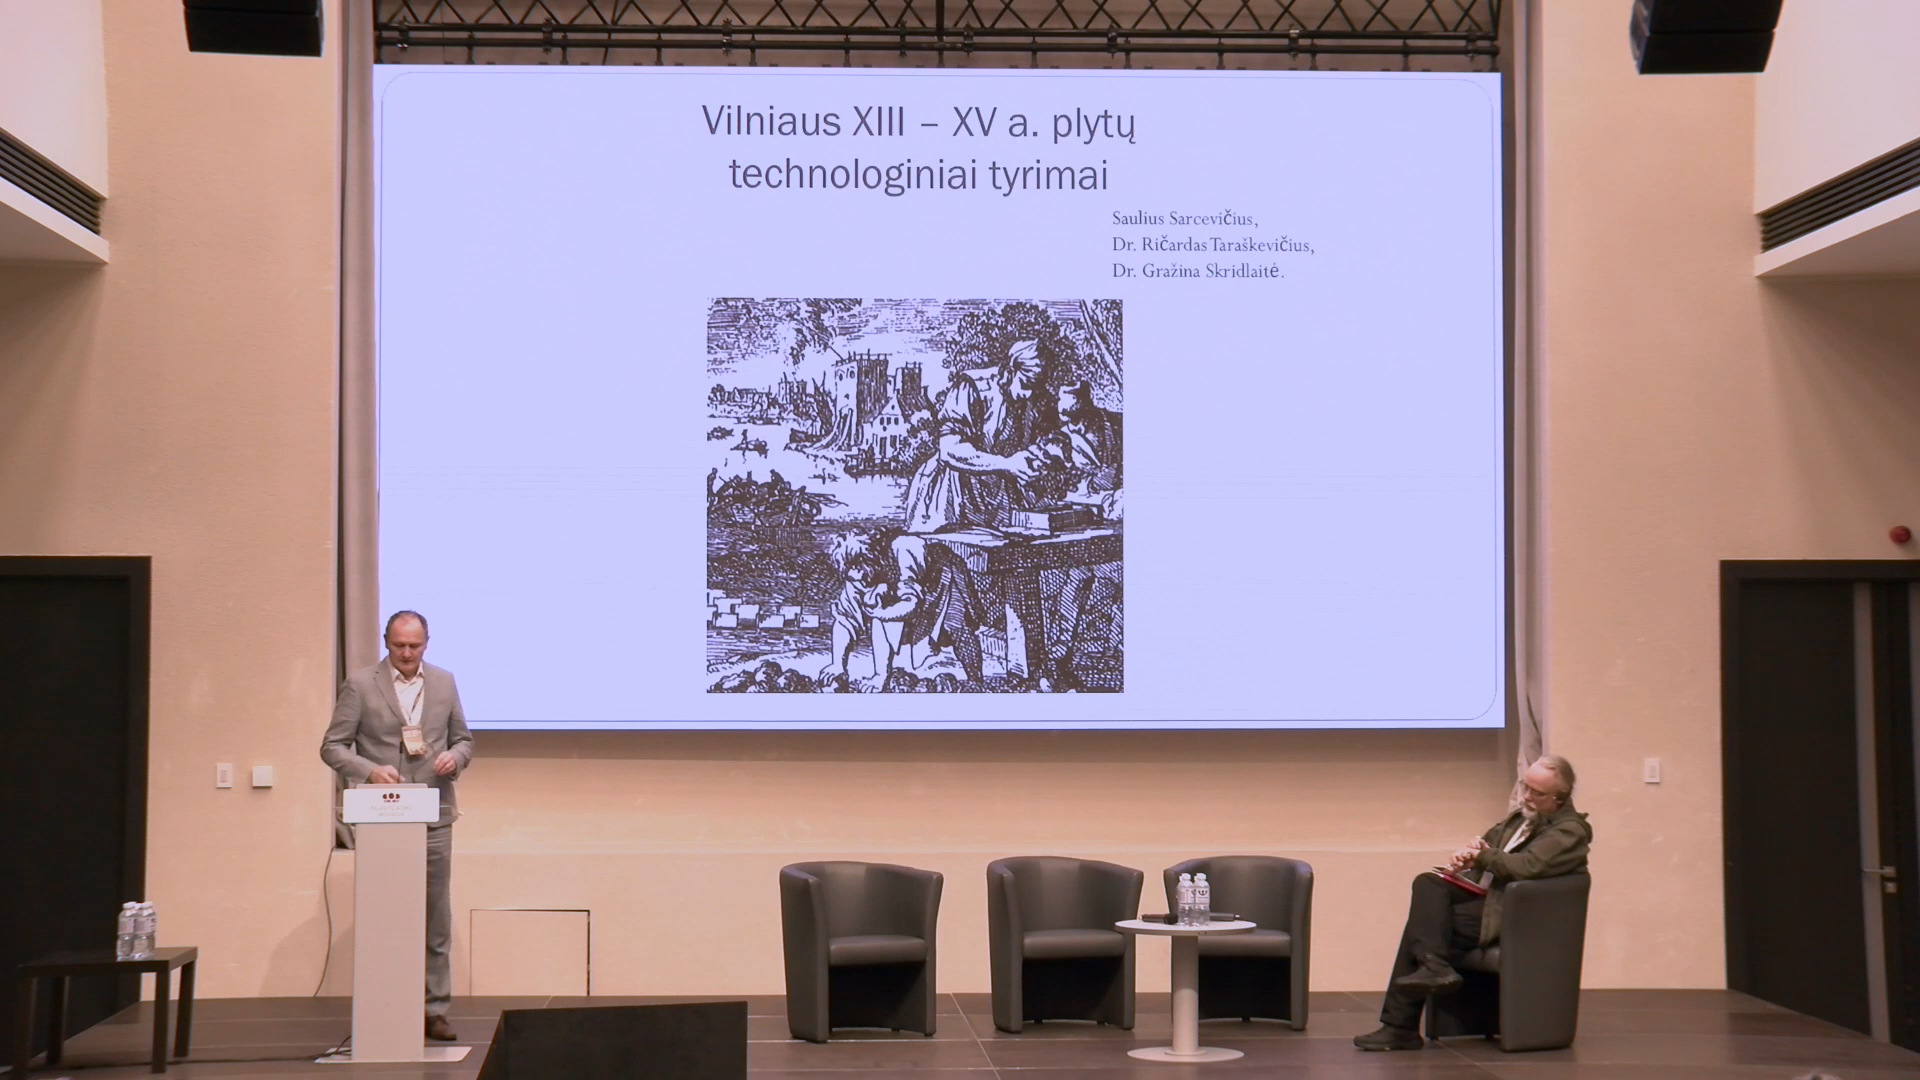 Vilniaus XIII – XV a. plytų
technologiniai tyrimai
Saulius Sarcevičius,
Dr. Ričardas Taraškevičius,
Dr. Gražina Skridlaitė.